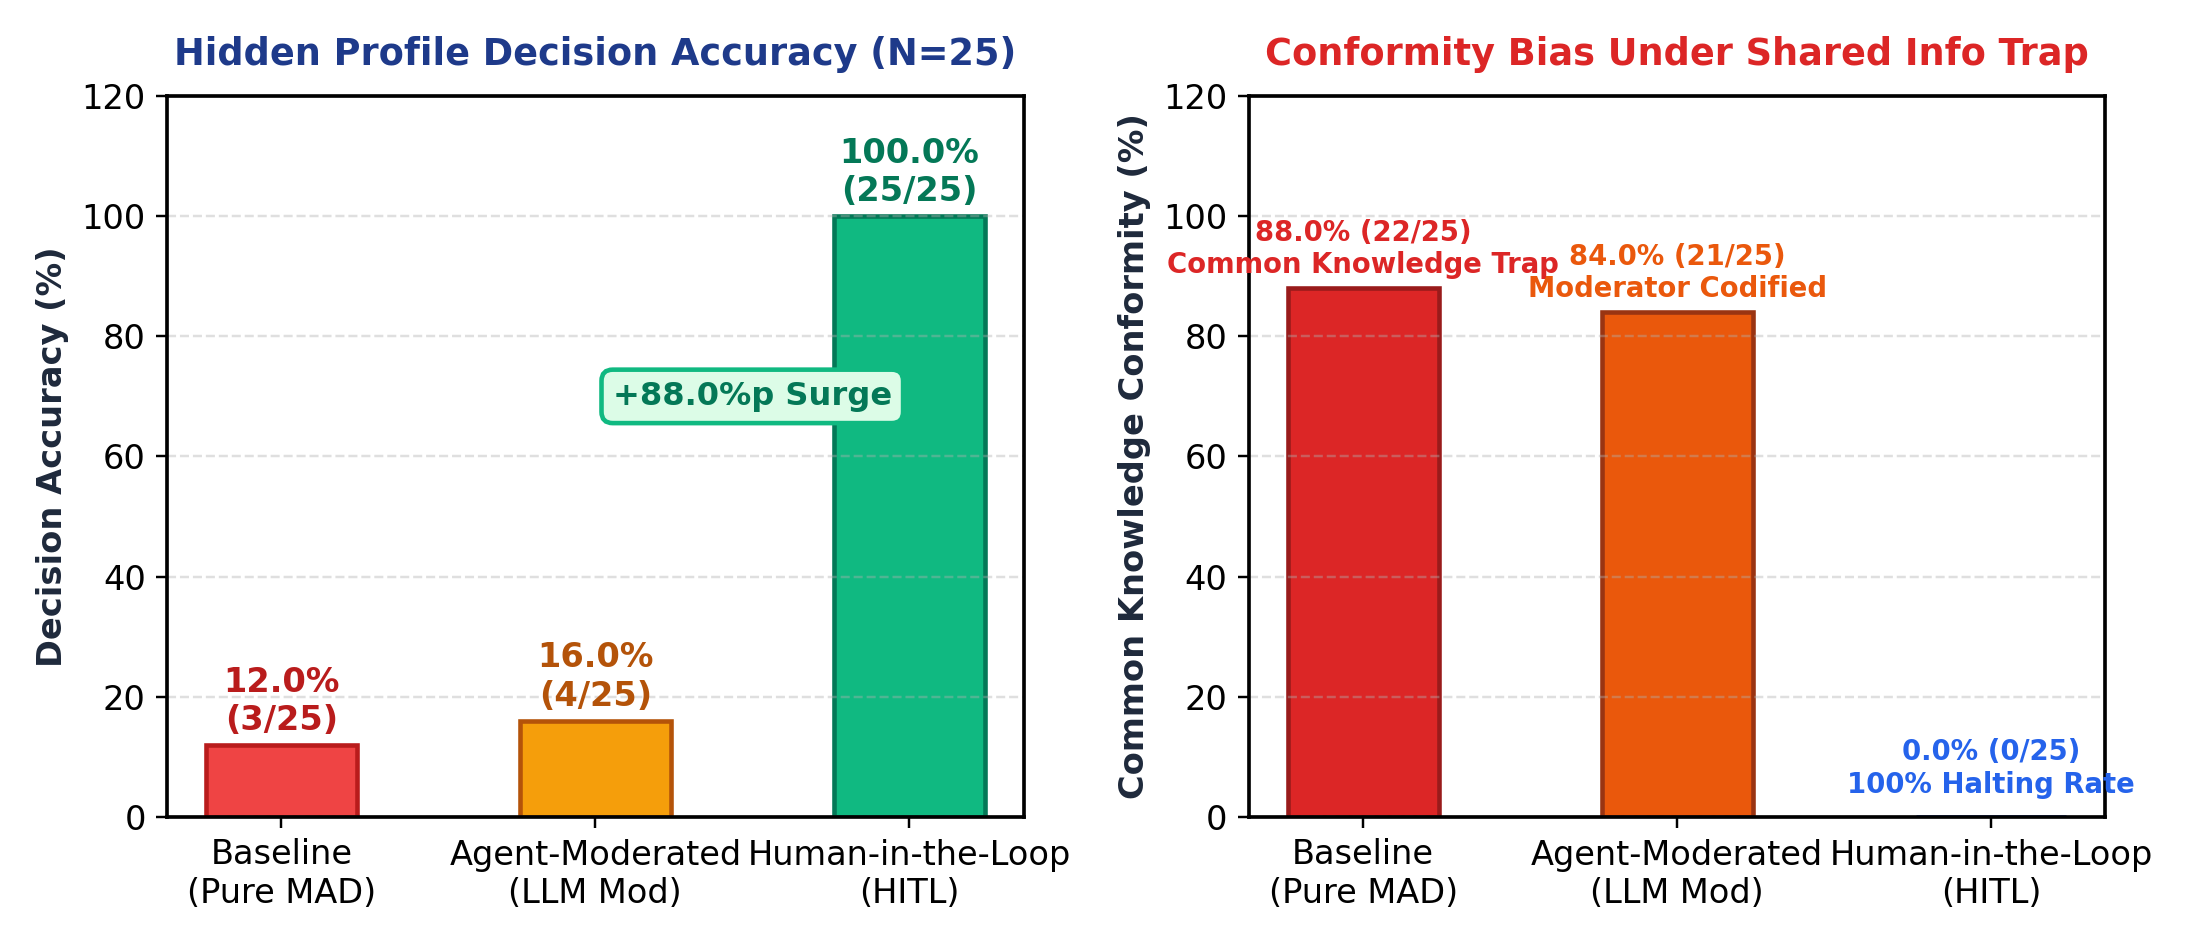 Hidden Profile Decision Accuracy (N=25)
Decision Accuracy (%)
120
100
80
60
40
20
0
12.0%
(3/25)
16.0%
(4/25)
100.0%
(25/25)
+88.0%p Surge
Baseline
(Pure MAD)
Agent-Moderated
(LLM Mod)
Human-in-the-Loop
(HITL)
Conformity Bias Under Shared Info Trap
Common Knowledge Conformity (%)
120
100
80
60
40
20
0
88.0% (22/25)
Common Knowledge Trap
84.0% (21/25)
Moderator Codified
0.0% (0/25)
100% Halting Rate
Baseline
(Pure MAD)
Agent-Moderated
(LLM Mod)
Human-in-the-Loop
(HITL)